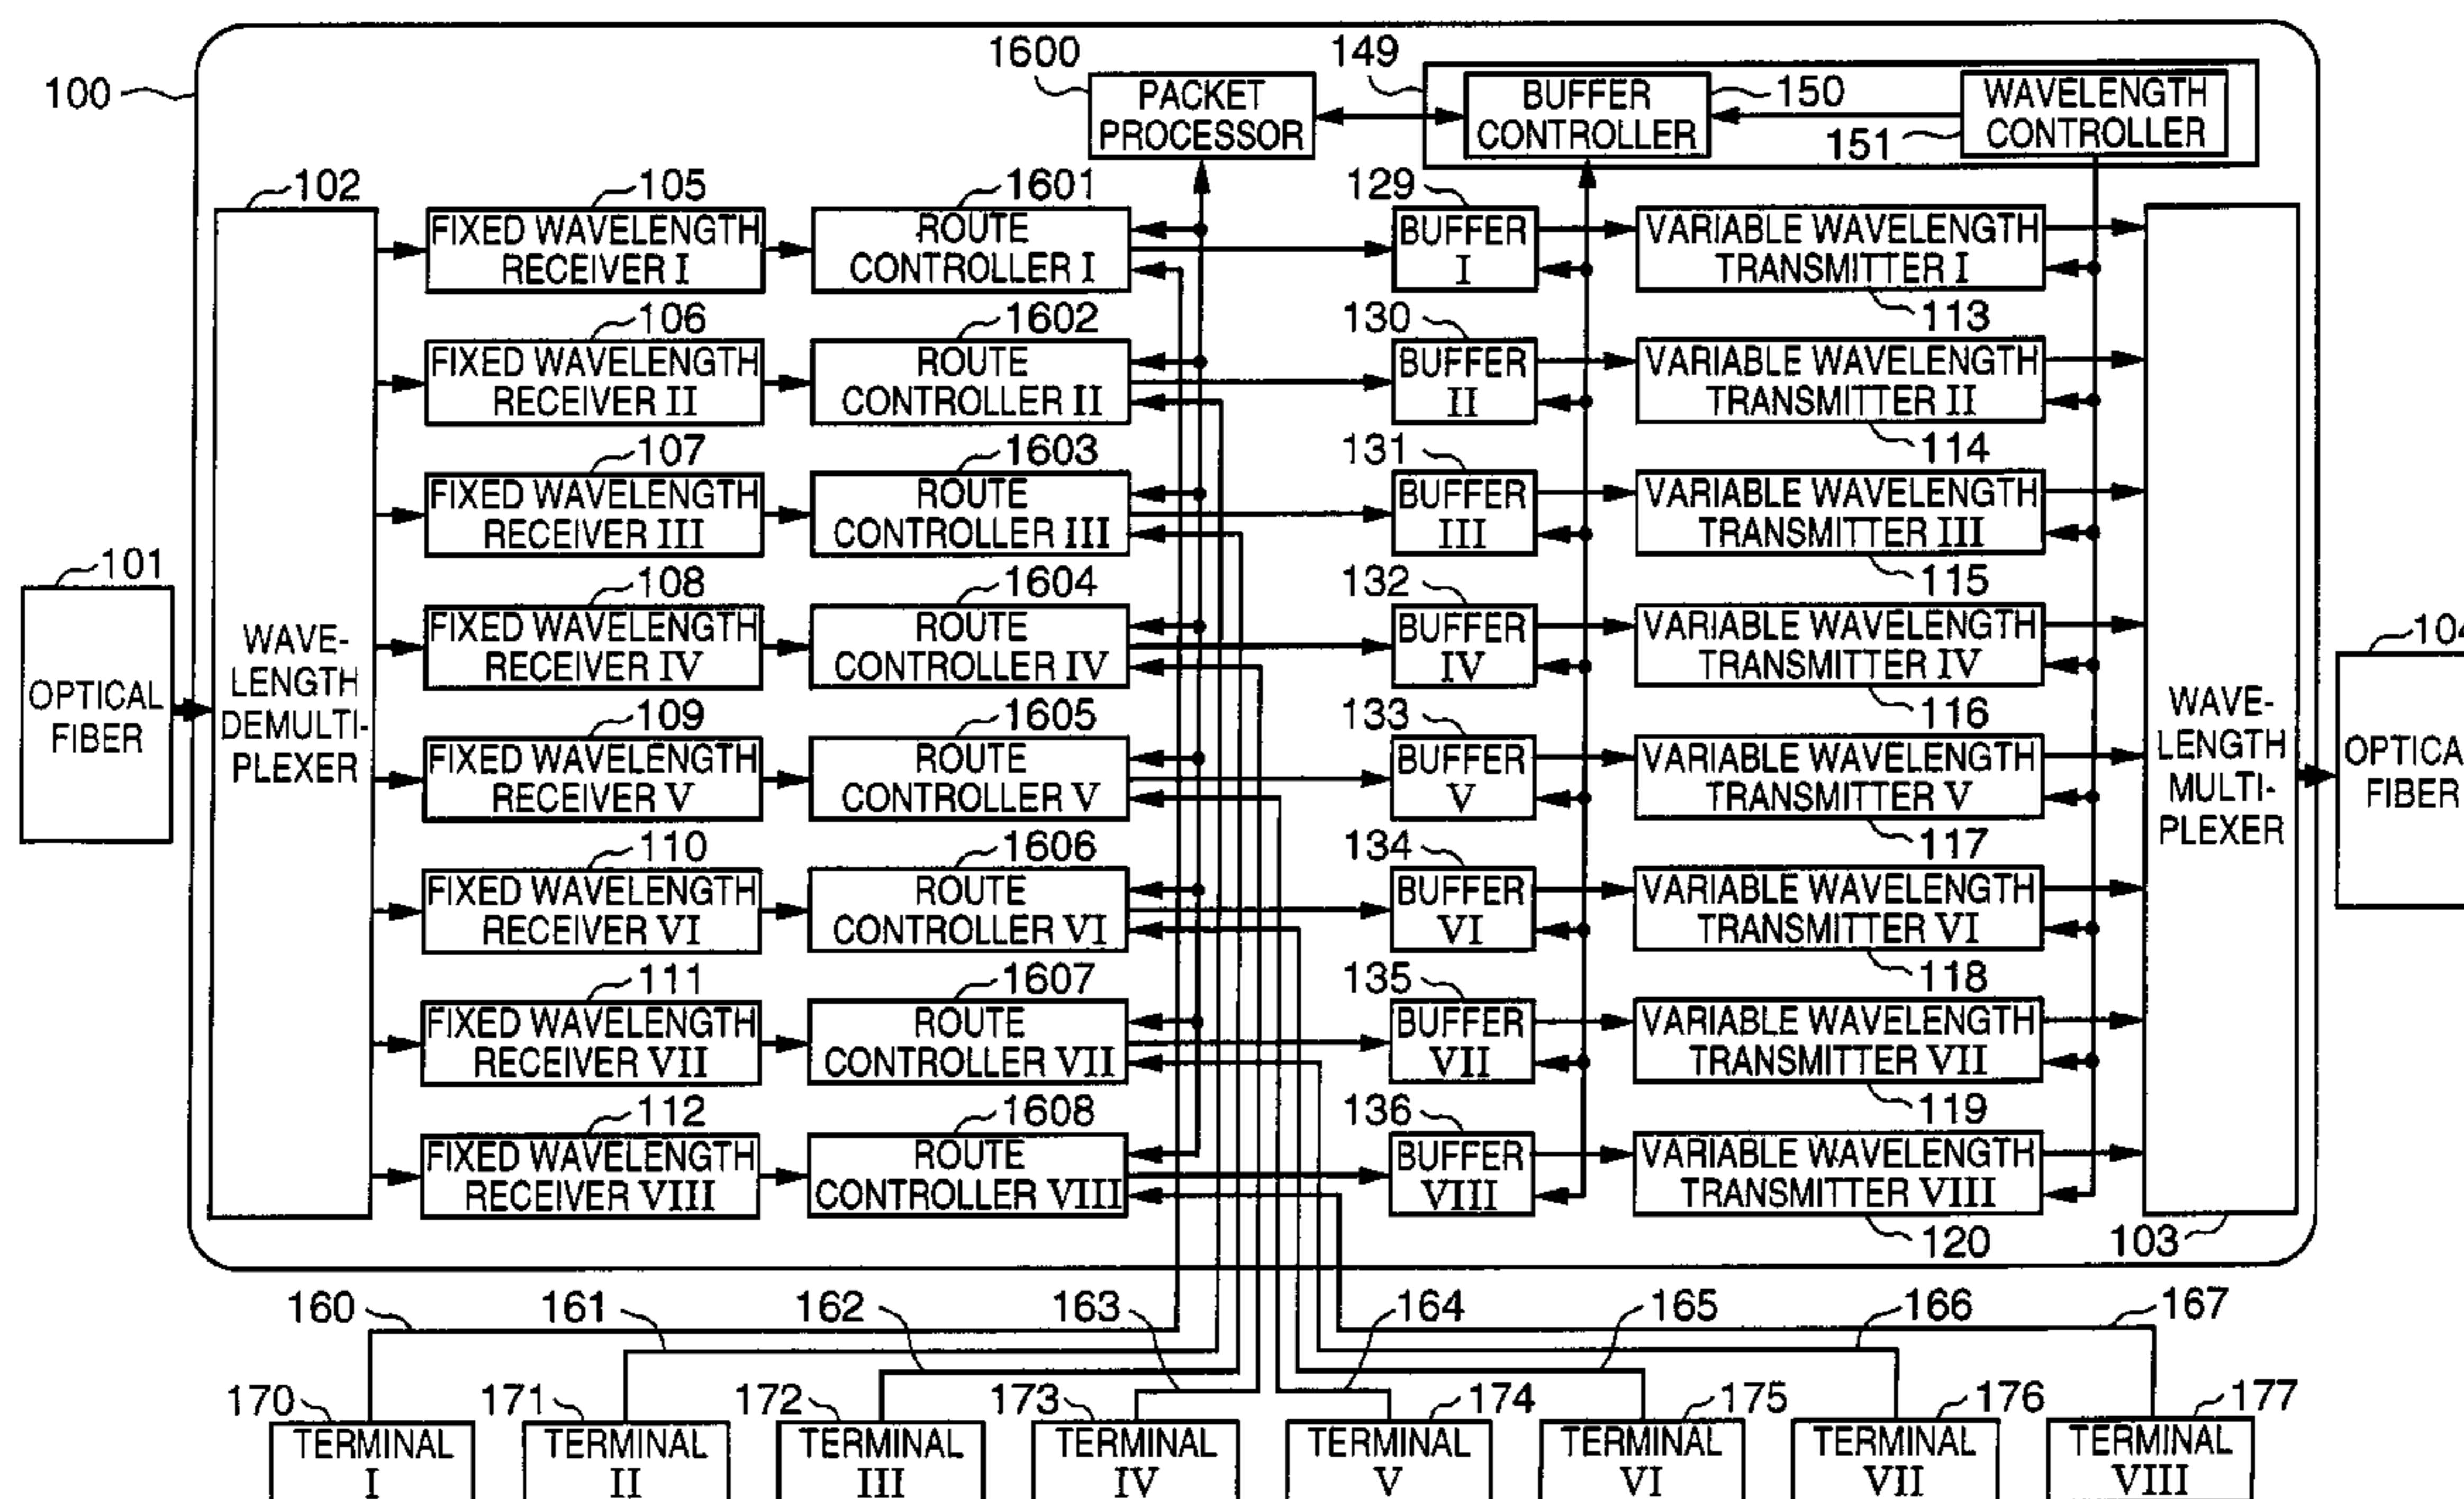 1600
149
100
PACKET
PROCESSOR
BUFFER
CONTROLLER
150
WAVELENGTH
CONTROLLER
151
102
105
1601
129
FIXED WAVELENGTH
RECEIVER I
ROUTE
CONTROLLER I
BUFFER
I
VARIABLE WAVELENGTH
TRANSMITTER I
113
106
1602
130
FIXED WAVELENGTH
RECEIVER II
ROUTE
CONTROLLER II
BUFFER
II
VARIABLE WAVELENGTH
TRANSMITTER II
114
107
1603
131
FIXED WAVELENGTH
RECEIVER III
ROUTE
CONTROLLER III
BUFFER
III
VARIABLE WAVELENGTH
TRANSMITTER III
115
101
OPTICAL
FIBER
WAVE-
LENGTH
DEMULTI-
PLEXER
108
1604
132
FIXED WAVELENGTH
RECEIVER IV
ROUTE
CONTROLLER IV
BUFFER
IV
VARIABLE WAVELENGTH
TRANSMITTER IV
116
109
1605
133
FIXED WAVELENGTH
RECEIVER V
ROUTE
CONTROLLER V
BUFFER
V
VARIABLE WAVELENGTH
TRANSMITTER V
117
WAVE-
LENGTH
MULTI-
PLEXER
104
OPTICA
FIBER
110
1606
134
FIXED WAVELENGTH
RECEIVER VI
ROUTE
CONTROLLER VI
BUFFER
VI
VARIABLE WAVELENGTH
TRANSMITTER VI
118
111
1607
135
FIXED WAVELENGTH
RECEIVER VII
ROUTE
CONTROLLER VII
BUFFER
VII
VARIABLE WAVELENGTH
TRANSMITTER VII
119
112
1608
136
FIXED WAVELENGTH
RECEIVER VIII
ROUTE
CONTROLLER VIII
BUFFER
VIII
VARIABLE WAVELENGTH
TRANSMITTER VIII
120
103
160
161
162
163
164
165
166
167
170
171
172
173
174
175
176
177
TERMINAL
I
TERMINAL
II
TERMINAL
III
TERMINAL
IV
TERMINAL
V
TERMINAL
VI
TERMINAL
VII
TERMINAL
VIII